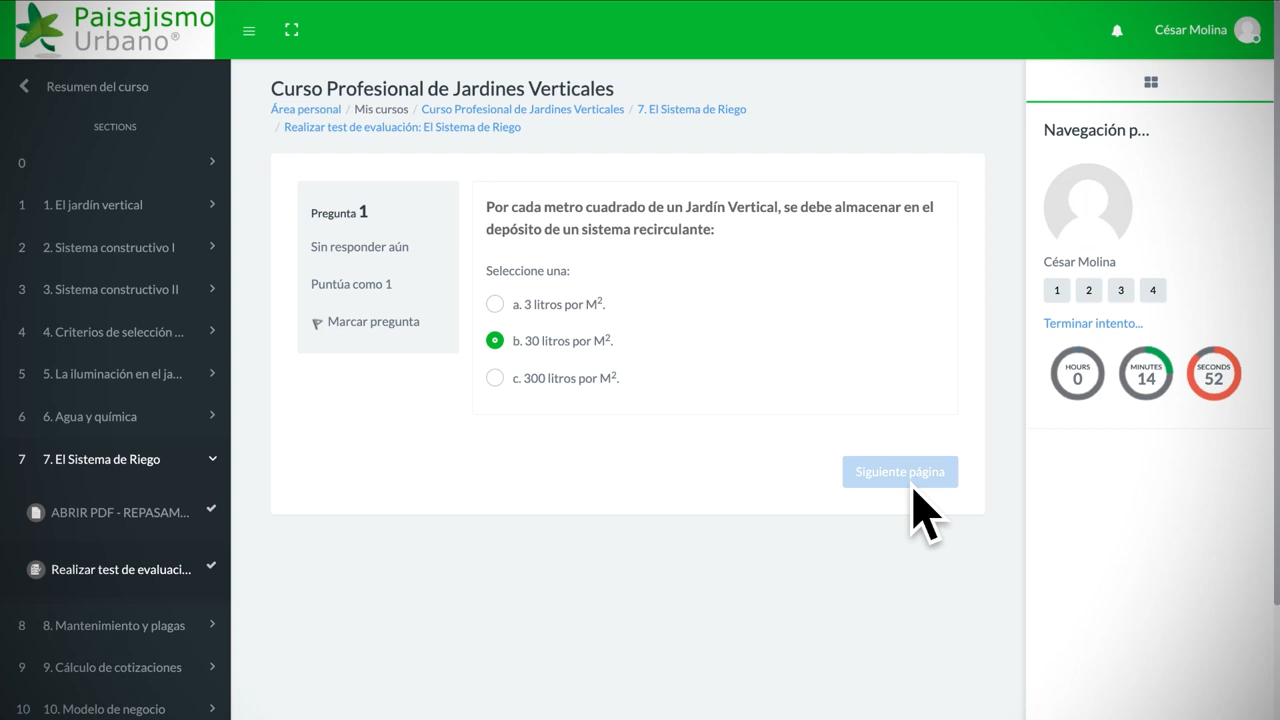 Paisajismo
Urbano®
César Molina
Resumen del curso
SECTIONS
0
1 1. El jardín vertical
2 2. Sistema constructivo I
3 3. Sistema constructivo II
4 4. Criterios de selección ...
5 5. La iluminación en el ja...
6 6. Agua y química
7 7. El Sistema de Riego
ABRIR PDF - REPASAM...
Realizar test de evaluaci...
8 8. Mantenimiento y plagas
9 9. Cálculo de cotizaciones
10 10. Modelo de negocio
Curso Profesional de Jardines Verticales
Área personal / Mis cursos / Curso Profesional de Jardines Verticales / 7. El Sistema de Riego
/ Realizar test de evaluación: El Sistema de Riego
Pregunta 1
Sin responder aún
Puntúa como 1
Marcar pregunta
Por cada metro cuadrado de un Jardín Vertical, se debe almacenar en el
depósito de un sistema recirculante:
Seleccione una:
a. 3 litros por M².
b. 30 litros por M².
c. 300 litros por M².
Siguiente página
Navegación p...
César Molina
1 2 3 4
Terminar intento...
HOURS
0
MINUTES
14
SECONDS
52